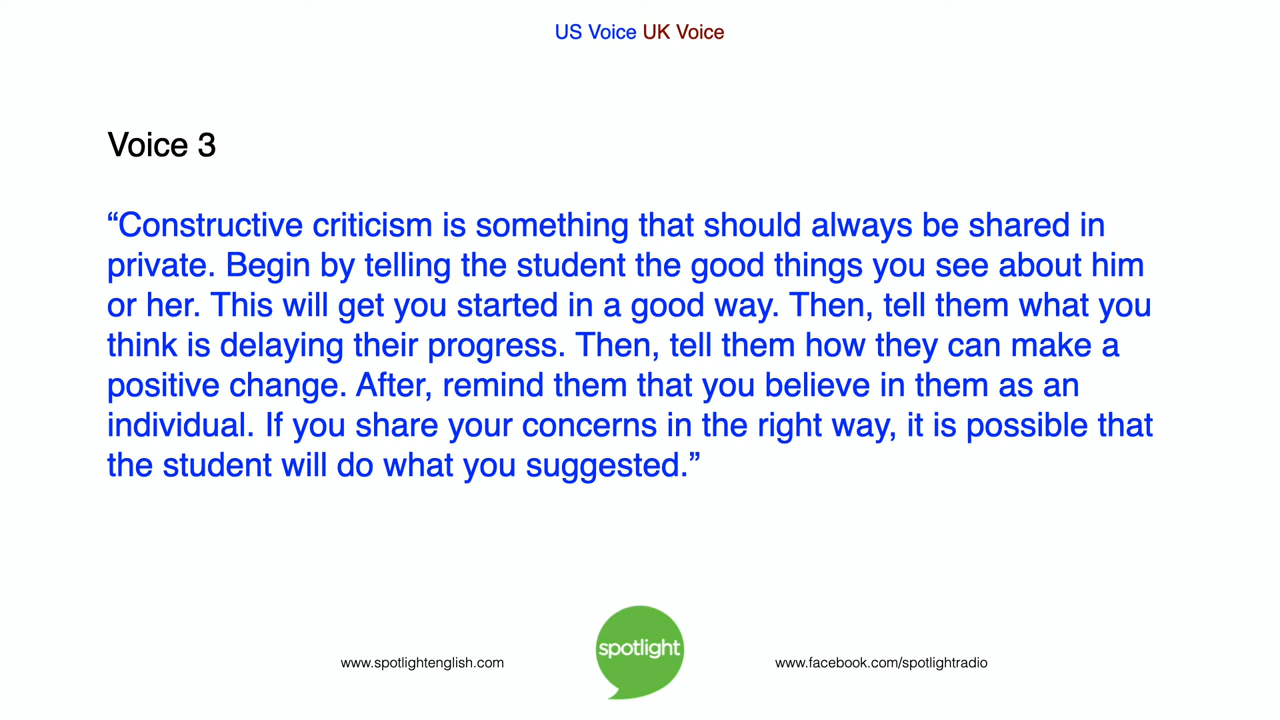 US Voice UK Voice
Voice 3
“Constructive criticism is something that should always be shared in
private. Begin by telling the student the good things you see about him
or her. This will get you started in a good way. Then, tell them what you
think is delaying their progress. Then, tell them how they can make a
positive change. After, remind them that you believe in them as an
individual. If you share your concerns in the right way, it is possible that
the student will do what you suggested.”
www.spotlightenglish.com
spotlight
www.facebook.com/spotlightradio